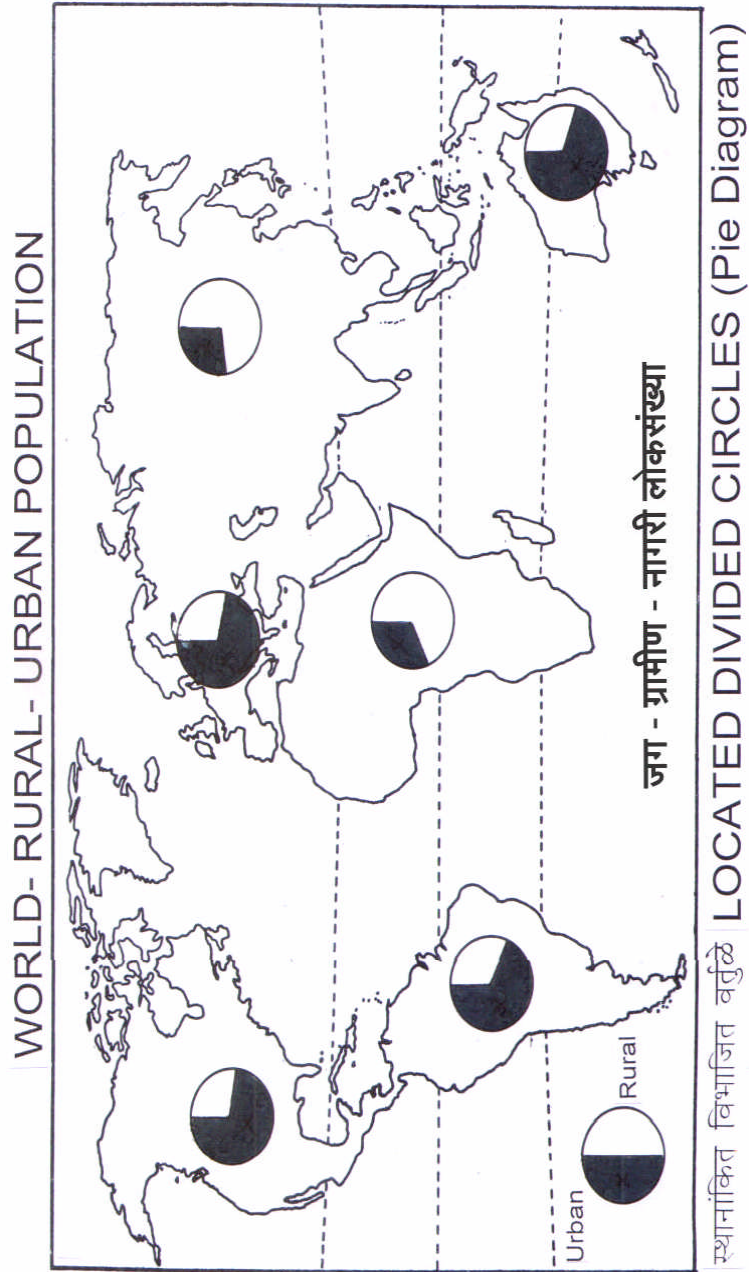 WORLD- RURAL- URBAN POPULATION
जग - ग्रामीण - नागरी लोकसंख्या
Urban
Rural
स्थानांकित विभाजित वर्तुळे LOCATED DIVIDED CIRCLES (Pie Diagram)